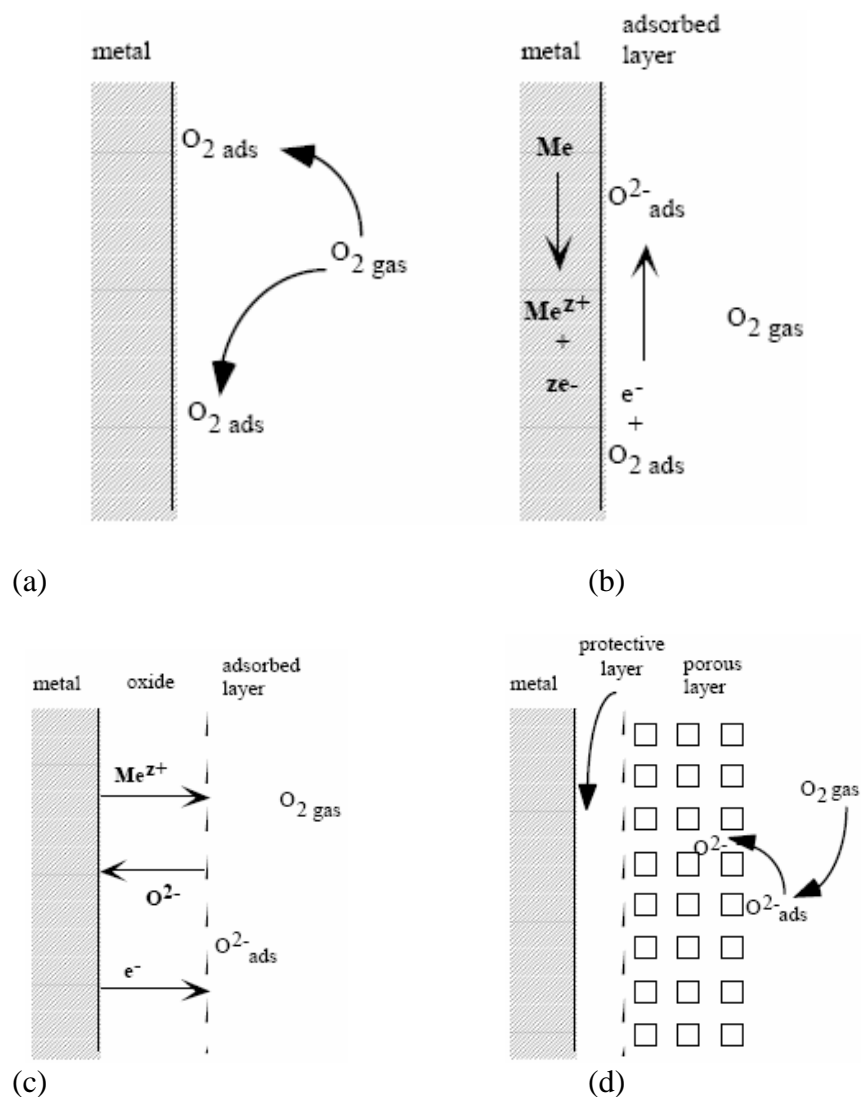 metal
O₂ ads
O₂ gas
O₂ ads
(a)
metal
adsorbed
layer
Me
O²⁻ads
Meᶻ⁺
+
ze-
O₂ gas
e⁻
+
O₂ ads
(b)
metal
oxide
adsorbed
layer
Meᶻ⁺
O₂ gas
O²⁻
O²⁻ads
e⁻
(c)
protective
layer
metal
porous
layer
O₂ gas
O²⁻
O²⁻ads
(d)